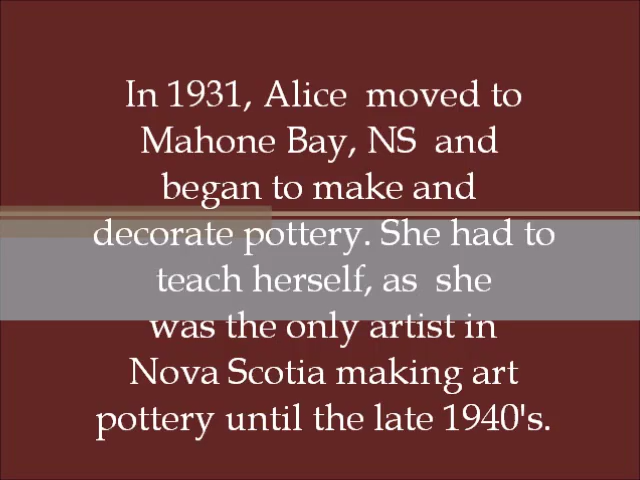 In 1931, Alice  moved to
Mahone Bay, NS  and
began to make and
decorate pottery. She had to
teach herself, as  she
was the only artist in
Nova Scotia making art
pottery until the late 1940's.